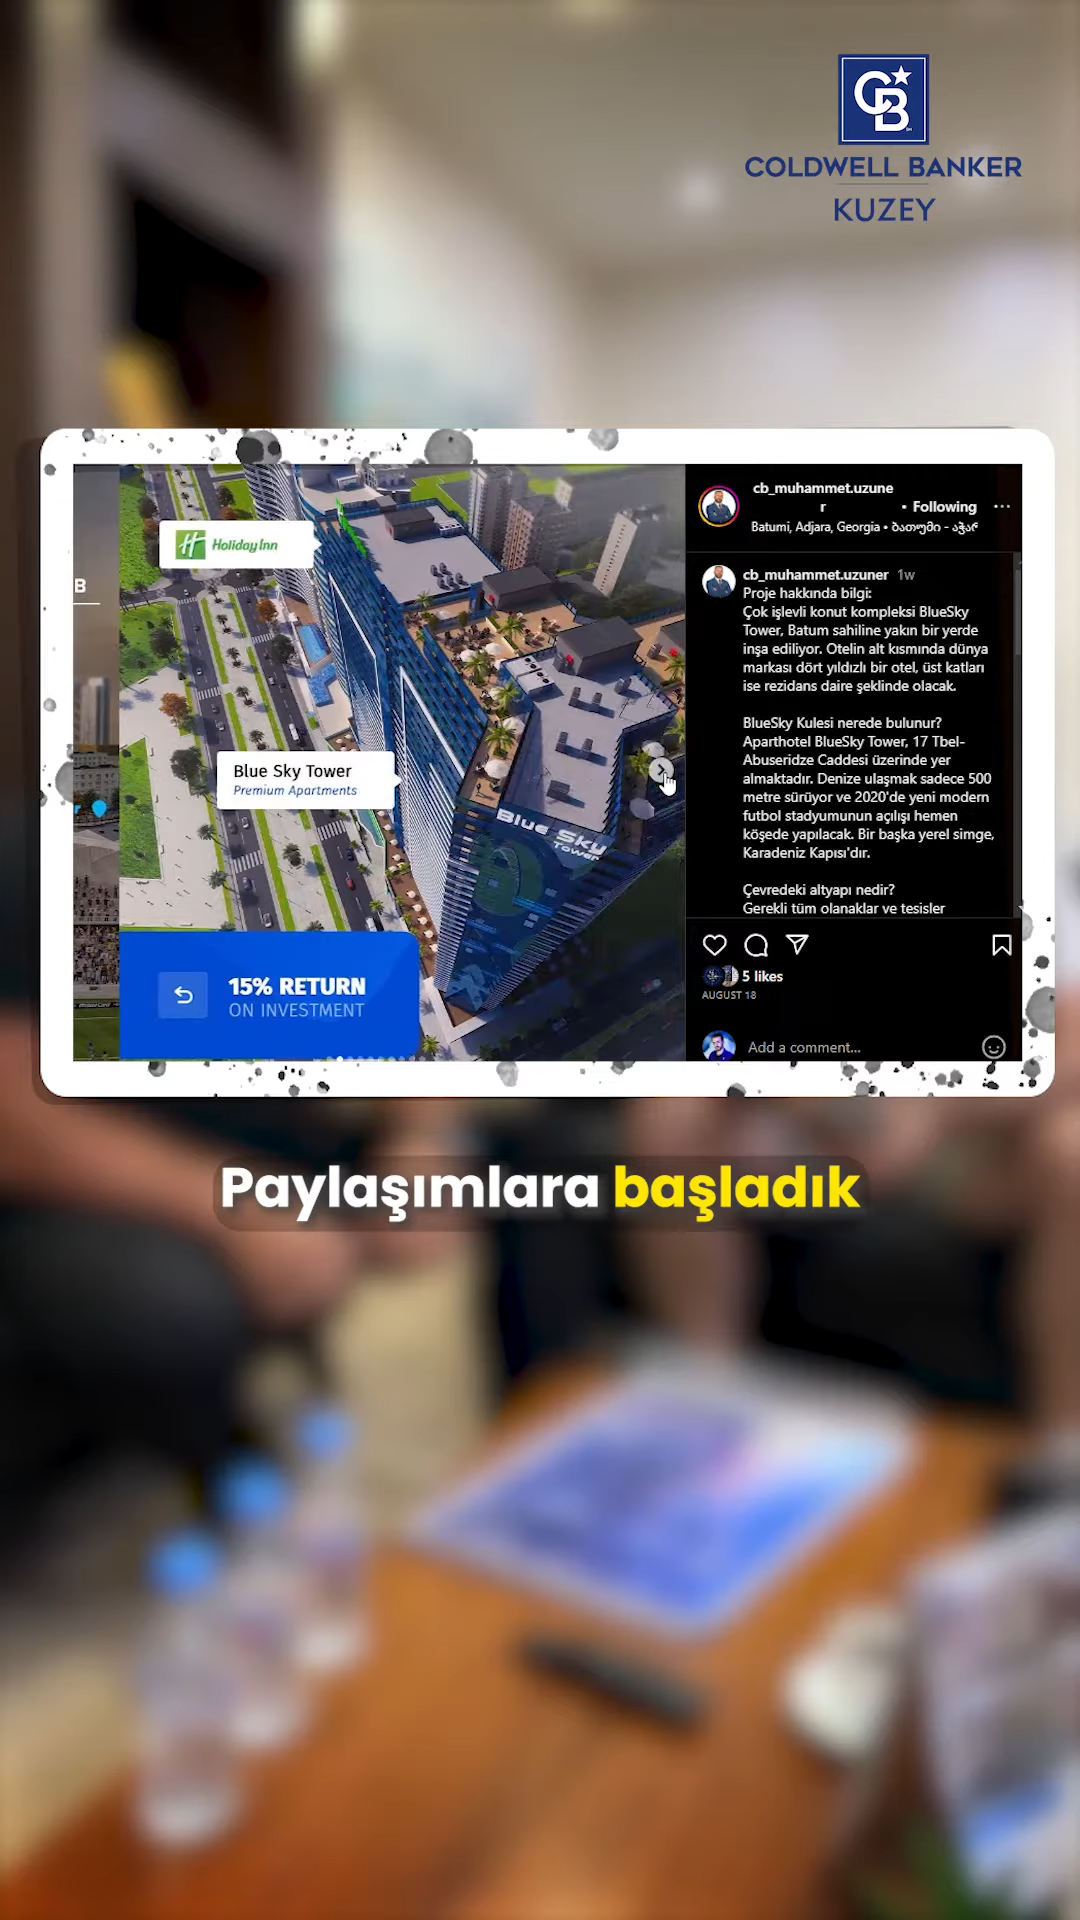 CB
COLDWELL BANKER
KUZEY
B
Holiday Inn
Blue Sky Tower
Premium Apartments
Blue Sky
Tower
15% RETURN
ON INVESTMENT
cb_muhammet.uzune
r • Following
Batumi, Adjara, Georgia • ბათუმი - აჭარ
cb_muhammet.uzuner 1w
Proje hakkında bilgi:
Çok işlevli konut kompleksi BlueSky
Tower, Batum sahiline yakın bir yerde
inşa ediliyor. Otelin alt kısmında dünya
markası dört yıldızlı bir otel, üst katları
ise rezidans daire şeklinde olacak.
BlueSky Kulesi nerede bulunur?
Aparthotel BlueSky Tower, 17 Tbel-
Abuseridze Caddesi üzerinde yer
almaktadır. Denize ulaşmak sadece 500
metre sürüyor ve 2020'de yeni modern
futbol stadyumunun açılışı hemen
köşede yapılacak. Bir başka yerel simge,
Karadeniz Kapısı'dır.
Çevredeki altyapı nedir?
Gerekli tüm olanaklar ve tesisler
5 likes
AUGUST 18
Add a comment...
Paylaşımlara başladık